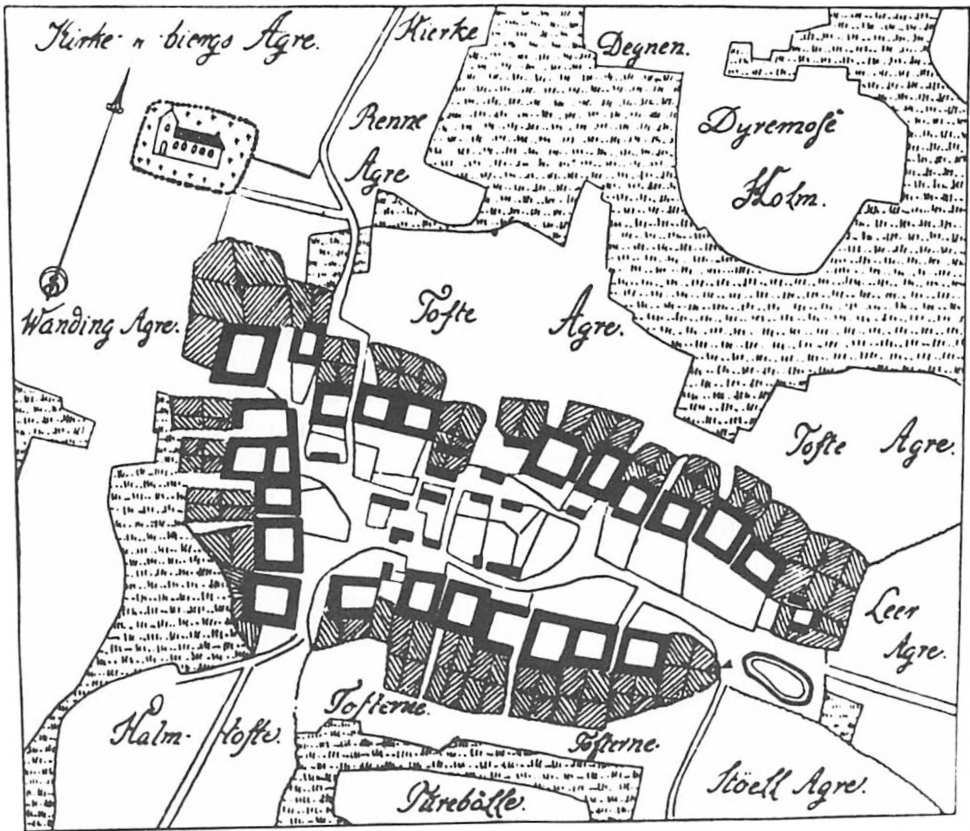 Kirke- n- biergs Agre.
Kierke
Renne
Agre
Degnen.
Dyremose
Holm.
Wanding Agre.
Tofte Agre.
Tofte Agre.
Leer
Agre.
Halm- tofte.
Tofterne.
Tofterne.
Stöell Agre.
Turebölle.